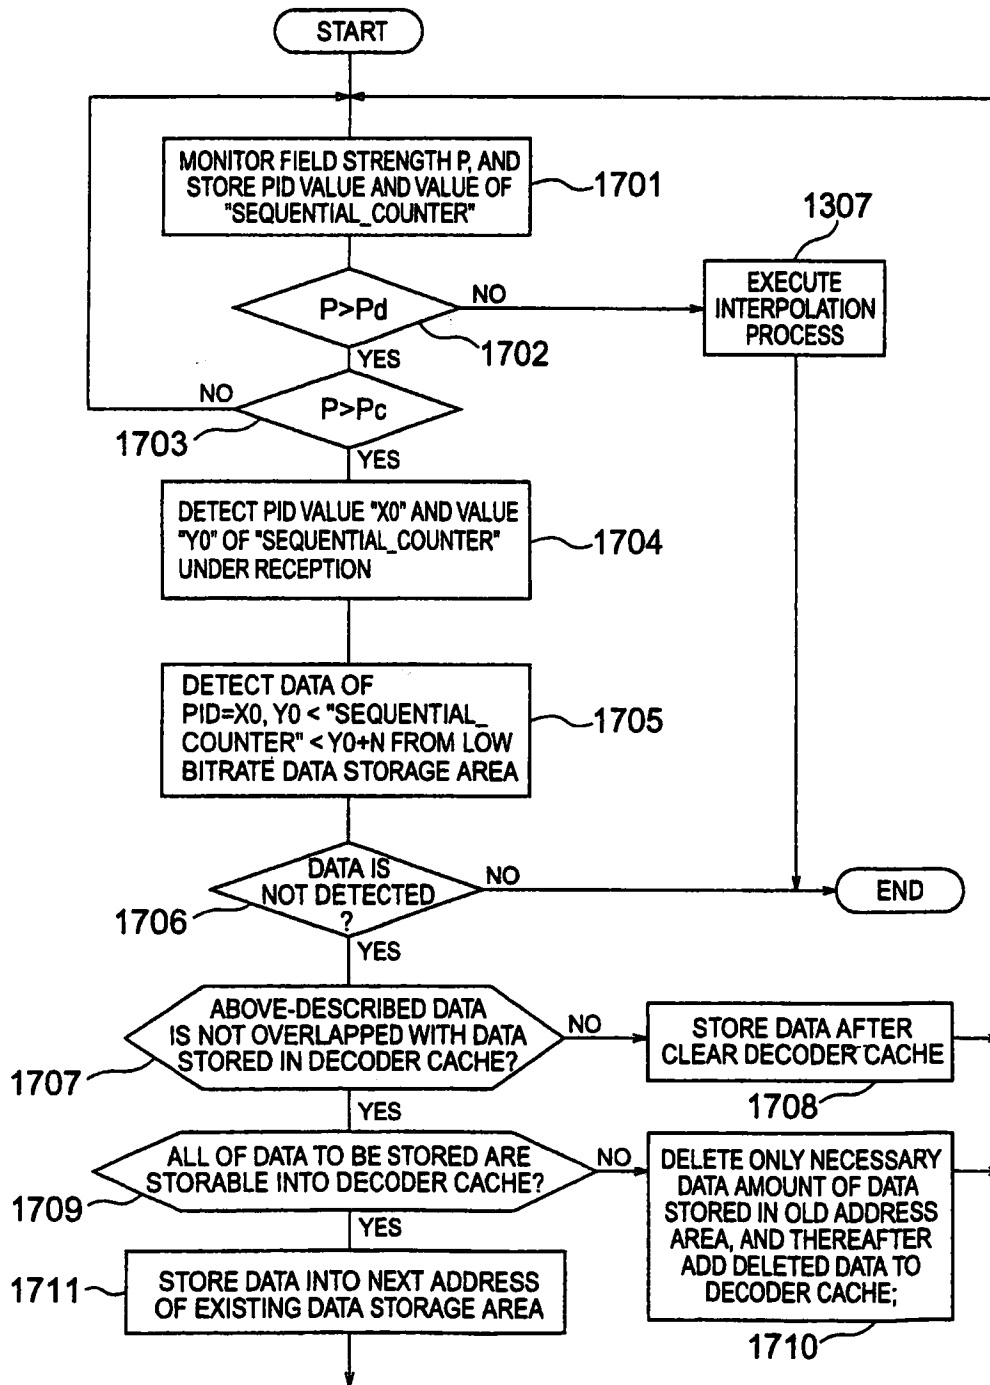 START
MONITOR FIELD STRENGTH P, AND
STORE PID VALUE AND VALUE OF
"SEQUENTIAL_COUNTER"
1701
1307
P>Pd
NO
EXECUTE
INTERPOLATION
PROCESS
1702
YES
NO
P>Pc
1703
YES
DETECT PID VALUE "X0" AND VALUE
"Y0" OF "SEQUENTIAL_COUNTER"
UNDER RECEPTION
1704
DETECT DATA OF
PID=X0, Y0 < "SEQUENTIAL_
COUNTER" < Y0+N FROM LOW
BITRATE DATA STORAGE AREA
1705
DATA IS
NOT DETECTED
?
NO
END
1706
YES
ABOVE-DESCRIBED DATA
IS NOT OVERLAPPED WITH DATA
STORED IN DECODER CACHE?
NO
STORE DATA AFTER
CLEAR DECODER CACHE
1707
1708
YES
ALL OF DATA TO BE STORED ARE
STORABLE INTO DECODER CACHE?
NO
DELETE ONLY NECESSARY
DATA AMOUNT OF DATA
STORED IN OLD ADDRESS
AREA, AND THEREAFTER
ADD DELETED DATA TO
DECODER CACHE;
1709
1710
YES
1711
STORE DATA INTO NEXT ADDRESS
OF EXISTING DATA STORAGE AREA